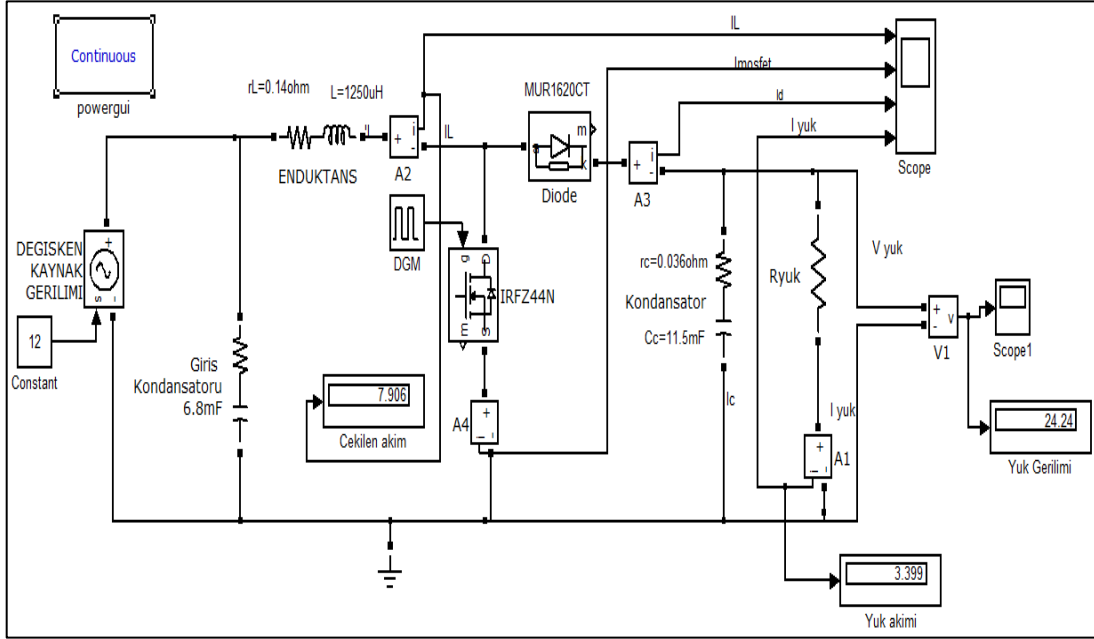 Continuous
powergui
rL=0.14ohm
L=1250uH
ENDUKTANS
+
i
-
A2
IL
IL
MUR1620CT
m
a
k
Diode
+
i
-
A3
Imosfet
Id
I yuk
Scope
DEGISKEN
KAYNAK
GERILIMI
+
s
-
12
Constant
Giris
Kondansatoru
6.8mF
DGM
g
m
S
IRFZ44N
7.906
Cekilen akim
A4
+
i
-
rc=0.036ohm
Kondansator
Cc=11.5mF
Ic
Ryuk
V yuk
I yuk
+
i
-
A1
+
-
v
V1
Scope1
24.24
Yuk Gerilimi
3.399
Yuk akimi